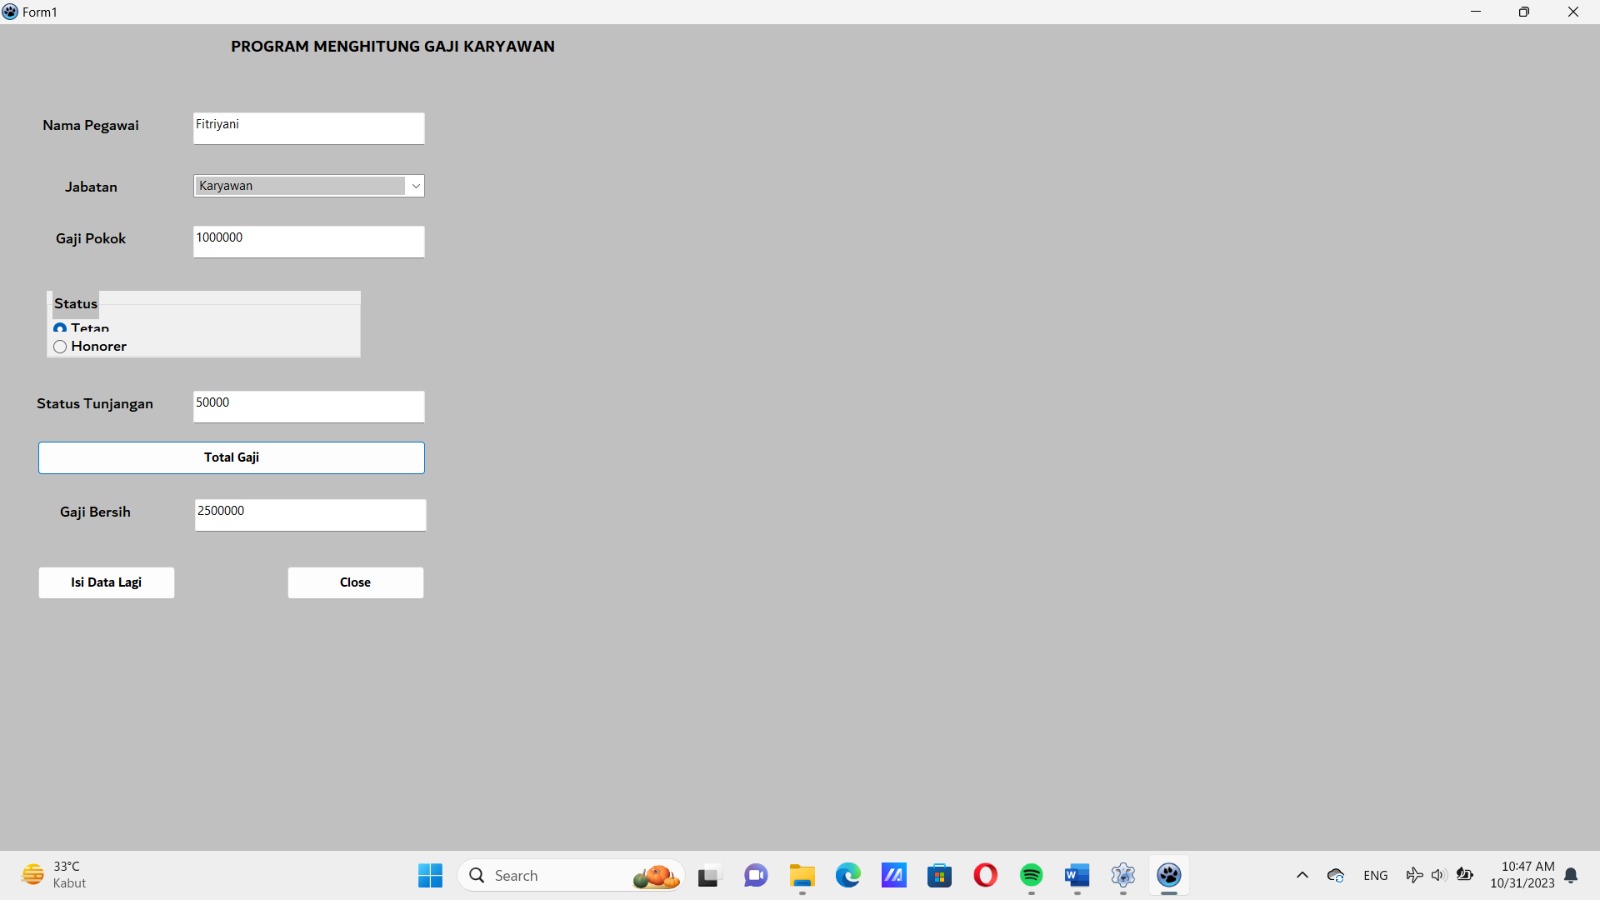 Form1
PROGRAM MENGHITUNG GAJI KARYAWAN
Nama Pegawai
Fitriyani
Jabatan
Karyawan
Gaji Pokok
1000000
Status
Tetap
Honorer
Status Tunjangan
50000
Total Gaji
Gaji Bersih
2500000
Isi Data Lagi
Close
33°C
Kabut
Search
ENG
10:47 AM
10/31/2023